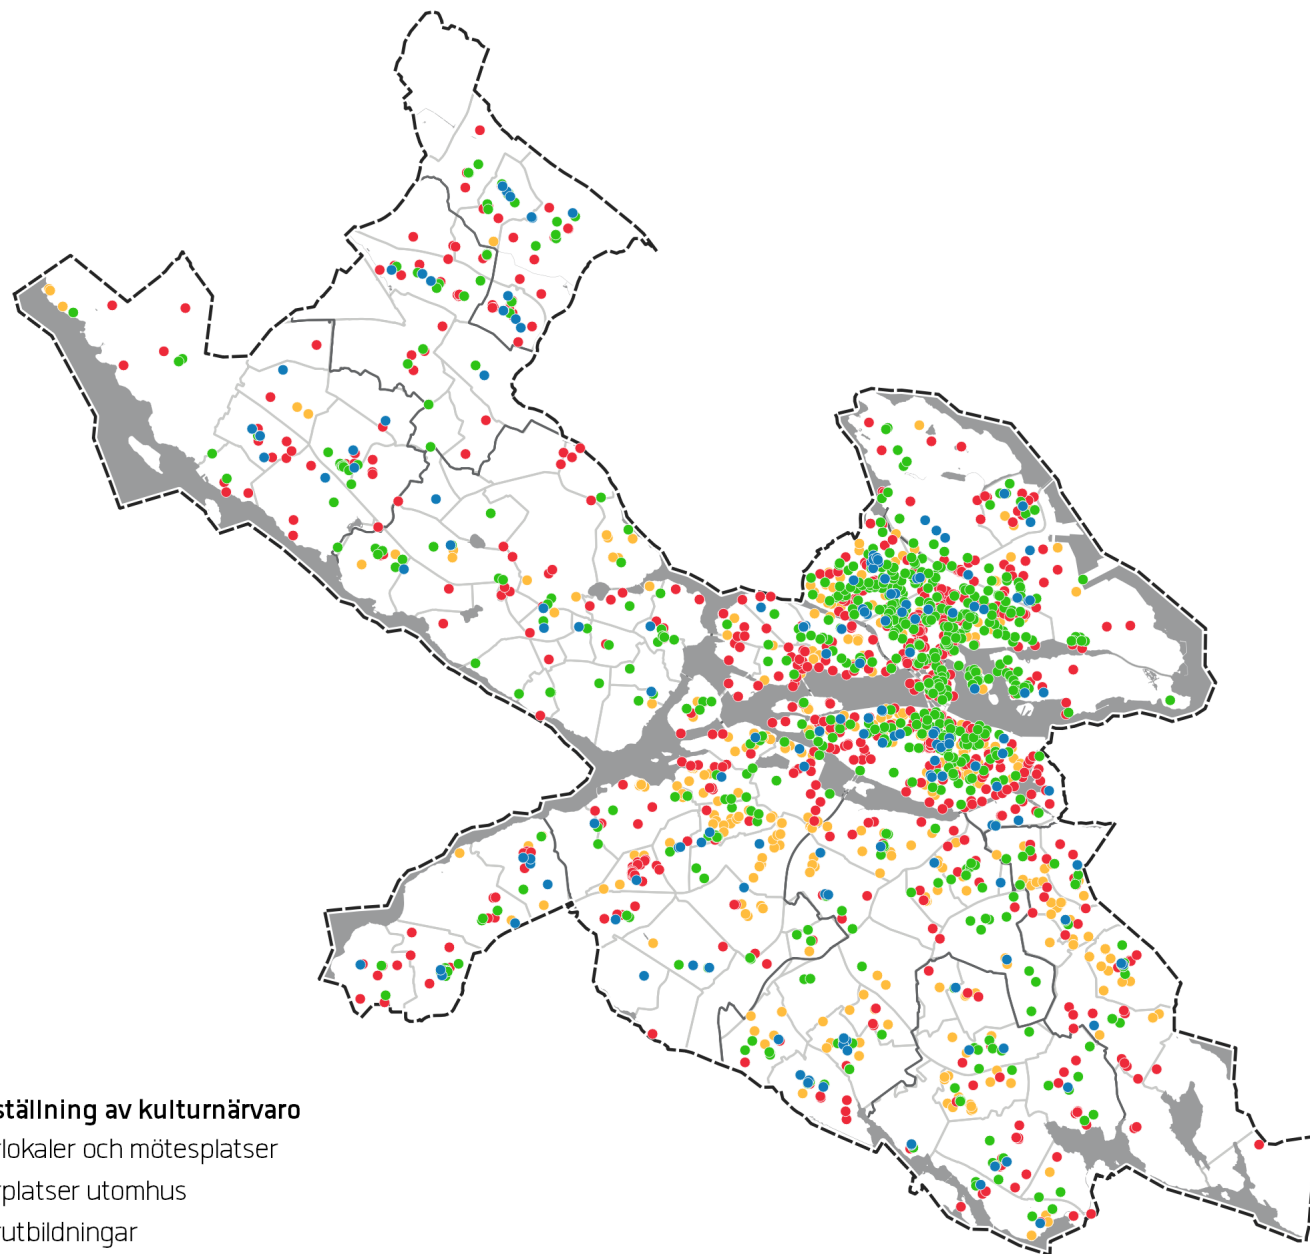 ställning av kulturnärvaro
lokaler och mötesplatser
platser utomhus
utbildningar